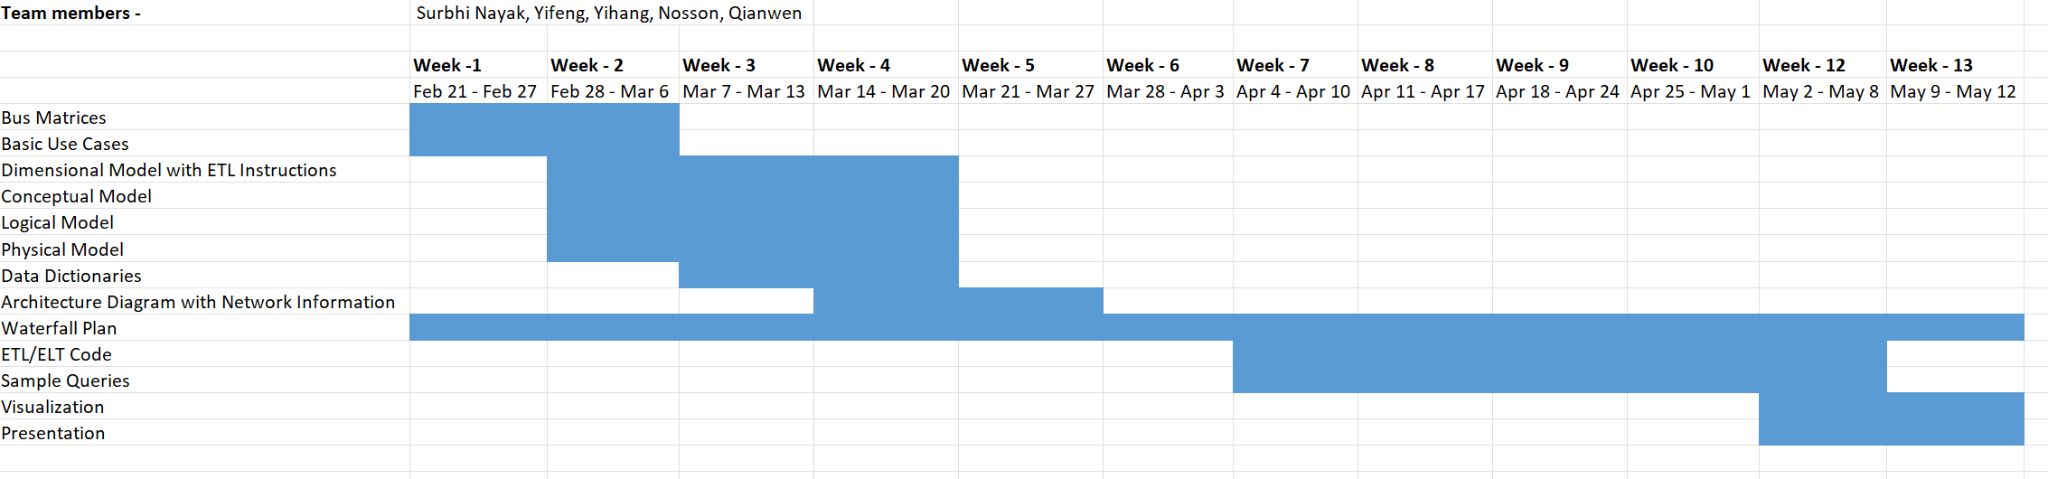 Team members - Surbhi Nayak, Yifeng, Yihang, Nosson, Qianwen
Week -1 Week - 2 Week - 3 Week - 4 Week - 5 Week - 6 Week - 7 Week - 8 Week - 9 Week - 10 Week - 12 Week - 13
Feb 21 - Feb 27 Feb 28 - Mar 6 Mar 7 - Mar 13 Mar 14 - Mar 20 Mar 21 - Mar 27 Mar 28 - Apr 3 Apr 4 - Apr 10 Apr 11 - Apr 17 Apr 18 - Apr 24 Apr 25 - May 1 May 2 - May 8 May 9 - May 12
Bus Matrices
Basic Use Cases
Dimensional Model with ETL Instructions
Conceptual Model
Logical Model
Physical Model
Data Dictionaries
Architecture Diagram with Network Information
Waterfall Plan
ETL/ELT Code
Sample Queries
Visualization
Presentation